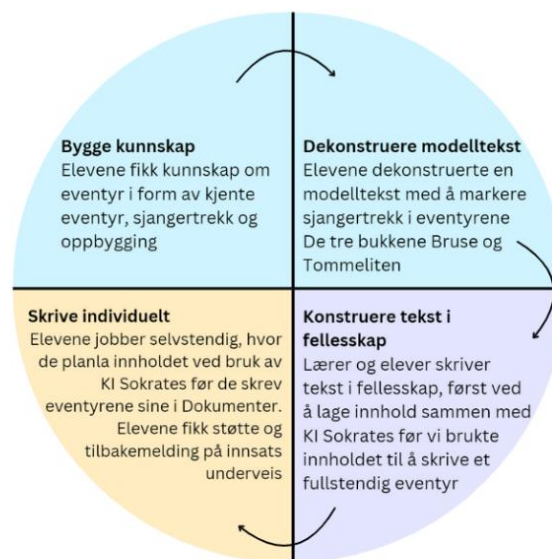 Bygge kunnskap
Elevene fikk kunnskap om
eventyr i form av kjente
eventyr, sjangertrekk og
oppbygging
Dekonstruere modelltekst
Elevene dekonstruerte en
modelltekst med å markere
sjangertrekk i eventyrene
De tre bukkene Bruse og
Tommeliten
Konstruere tekst i
fellesskap
Lærer og elever skriver
tekst i fellesskap, først ved
å lage innhold sammen med
KI Sokrates før vi brukte
innholdet til å skrive et
fullstendig eventyr
Skrive individuelt
Elevene jobber selvstendig, hvor
de planla innholdet ved bruk av
KI Sokrates før de skrev
eventyrene sine i Dokumenter.
Elevene fikk støtte og
tilbakemelding på innsats
underveis